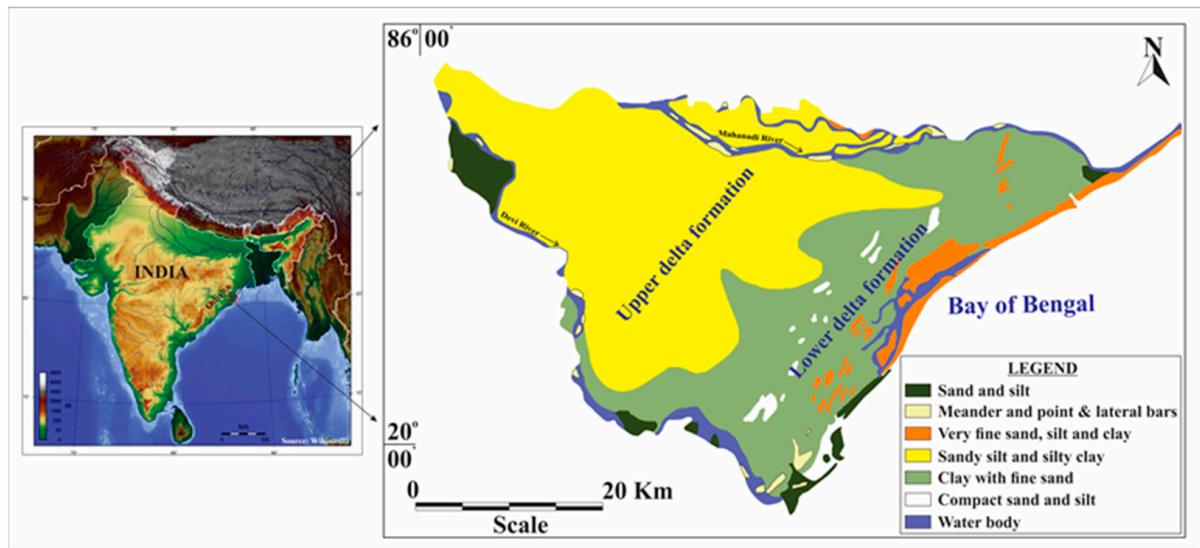 INDIA
km
Source: Wikipedia
86° 00'
N
Mahanadi River
Devi River
Upper delta formation
Lower delta formation
Bay of Bengal
20°
00'
0 20 Km
Scale
LEGEND
Sand and silt
Meander and point & lateral bars
Very fine sand, silt and clay
Sandy silt and silty clay
Clay with fine sand
Compact sand and silt
Water body